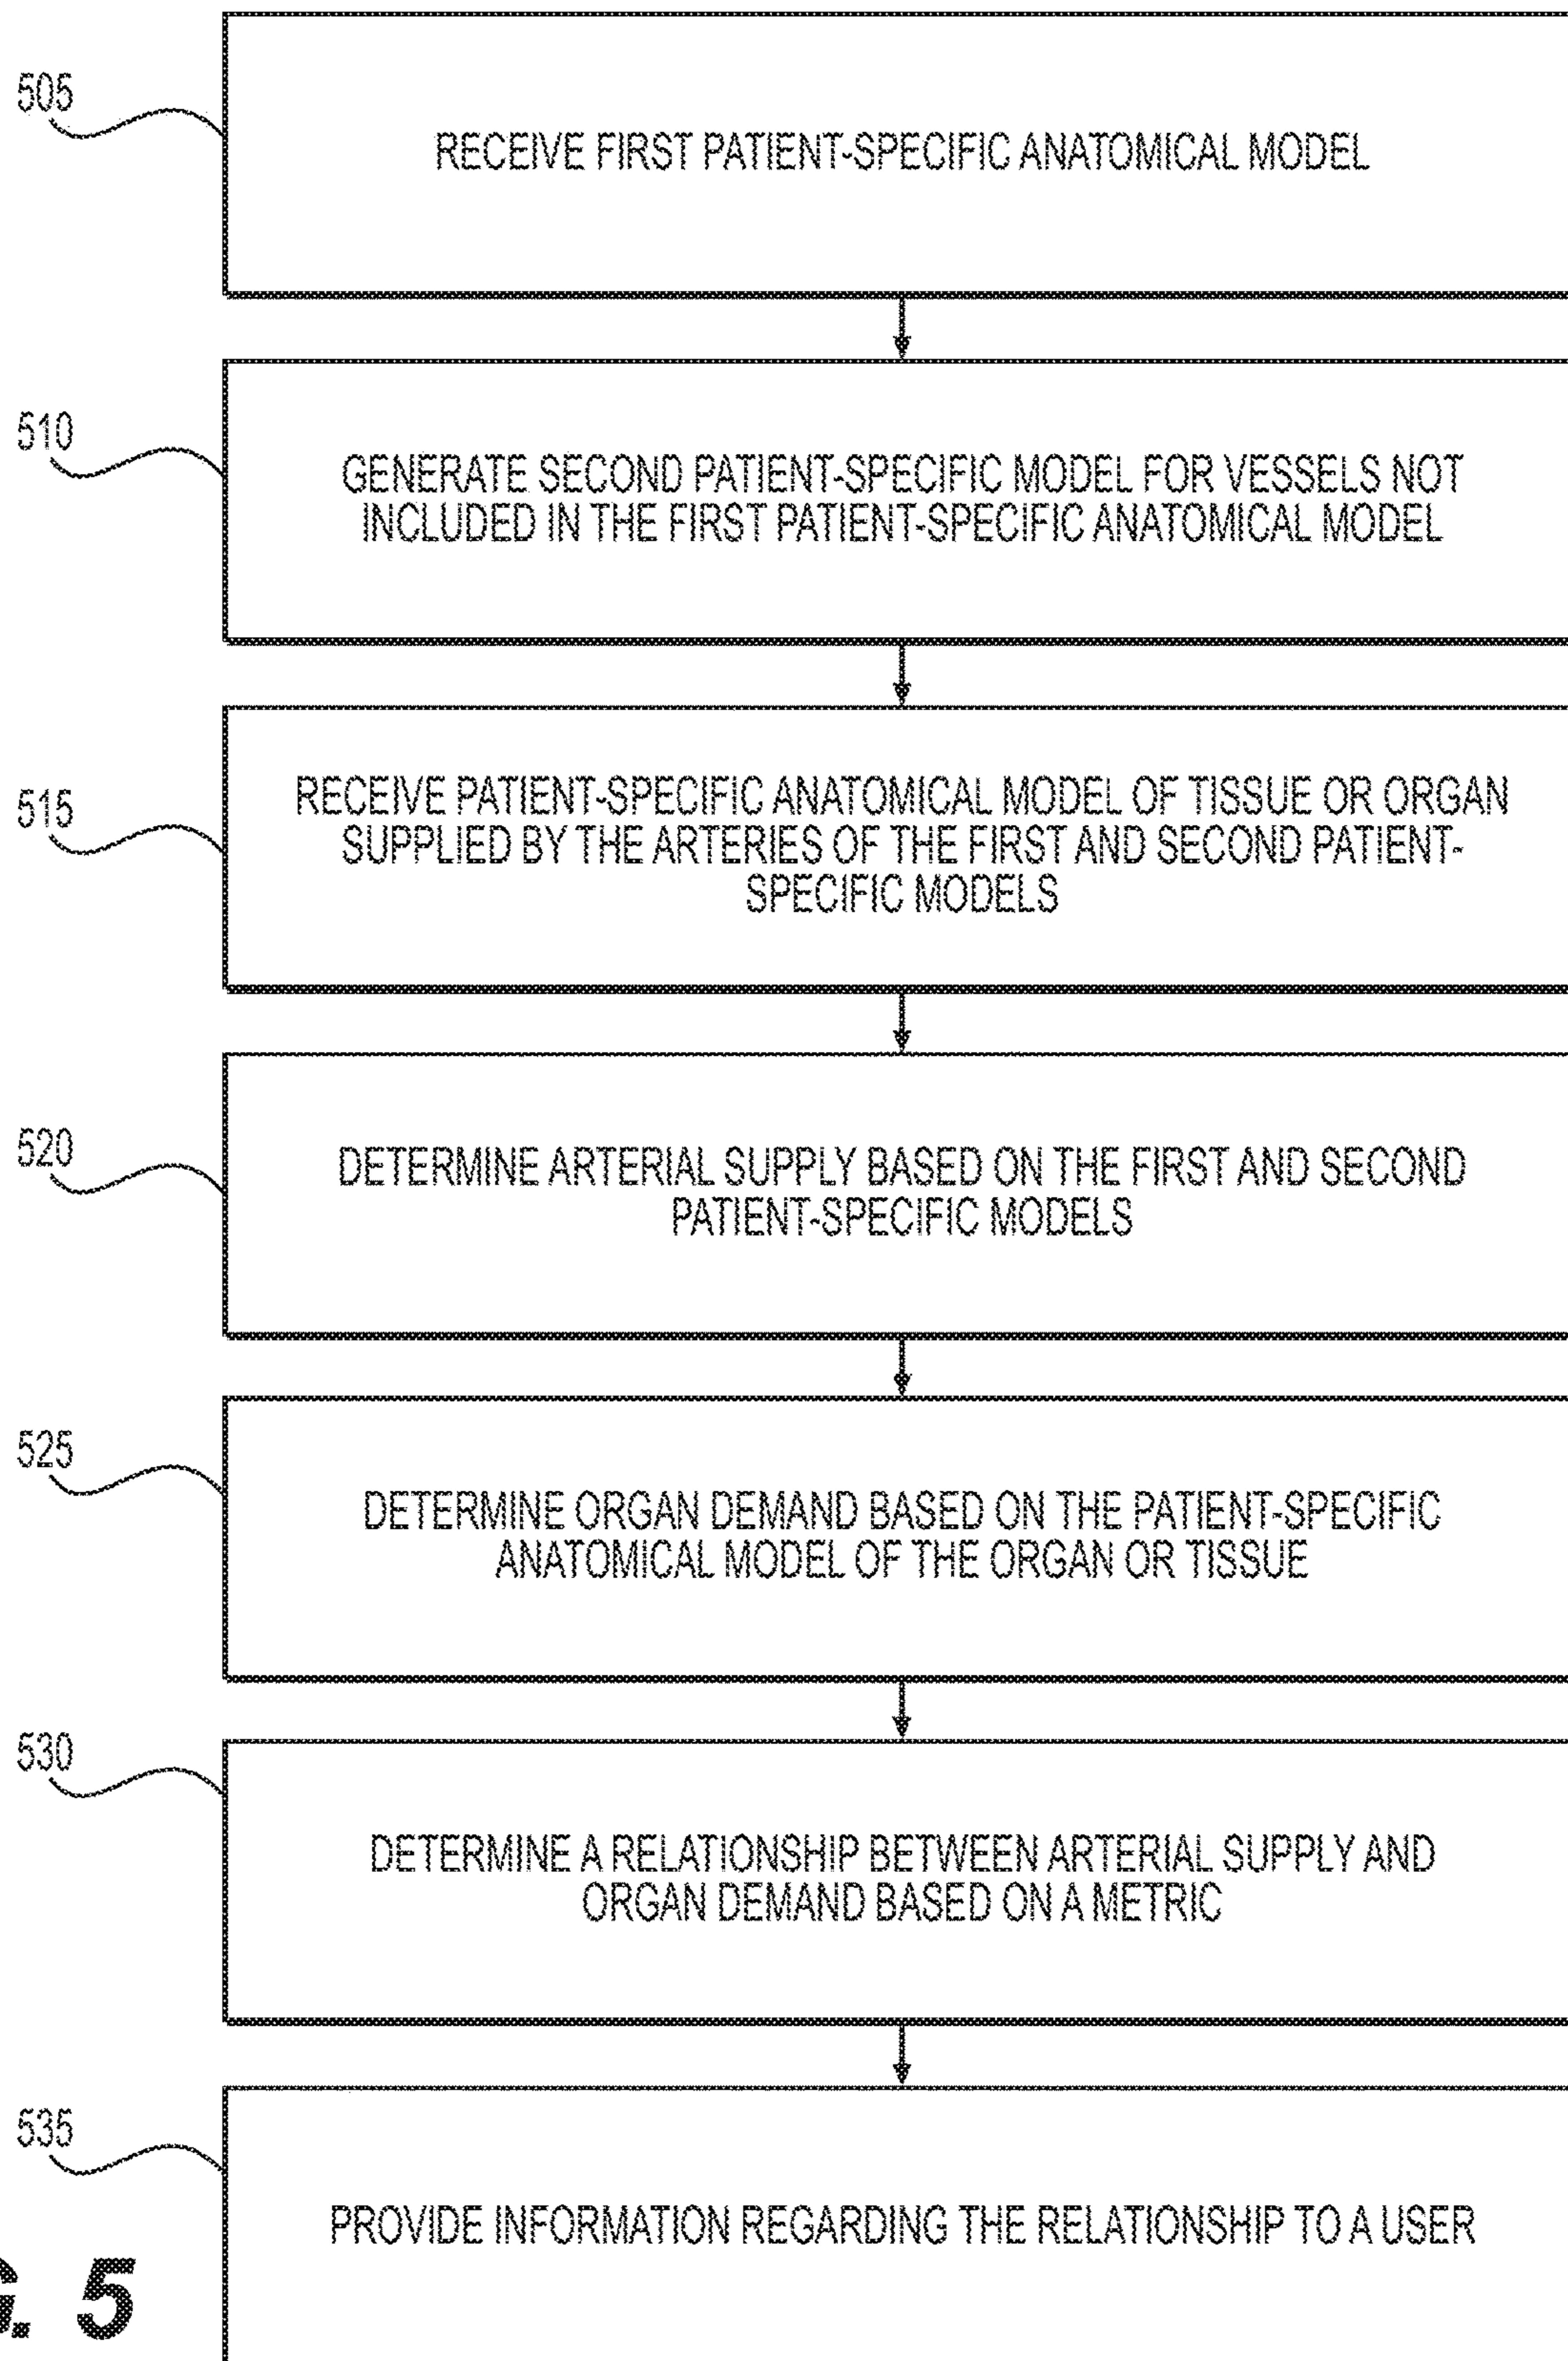 505
RECEIVE FIRST PATIENT-SPECIFIC ANATOMICAL MODEL
510
GENERATE SECOND PATIENT-SPECIFIC MODEL FOR VESSELS NOT
INCLUDED IN THE FIRST PATIENT-SPECIFIC ANATOMICAL MODEL
515
RECEIVE PATIENT-SPECIFIC ANATOMICAL MODEL OF TISSUE OR ORGAN
SUPPLIED BY THE ARTERIES OF THE FIRST AND SECOND PATIENT-
SPECIFIC MODELS
520
DETERMINE ARTERIAL SUPPLY BASED ON THE FIRST AND SECOND
PATIENT-SPECIFIC MODELS
525
DETERMINE ORGAN DEMAND BASED ON THE PATIENT-SPECIFIC
ANATOMICAL MODEL OF THE ORGAN OR TISSUE
530
DETERMINE A RELATIONSHIP BETWEEN ARTERIAL SUPPLY AND
ORGAN DEMAND BASED ON A METRIC
535
PROVIDE INFORMATION REGARDING THE RELATIONSHIP TO A USER
G. 5